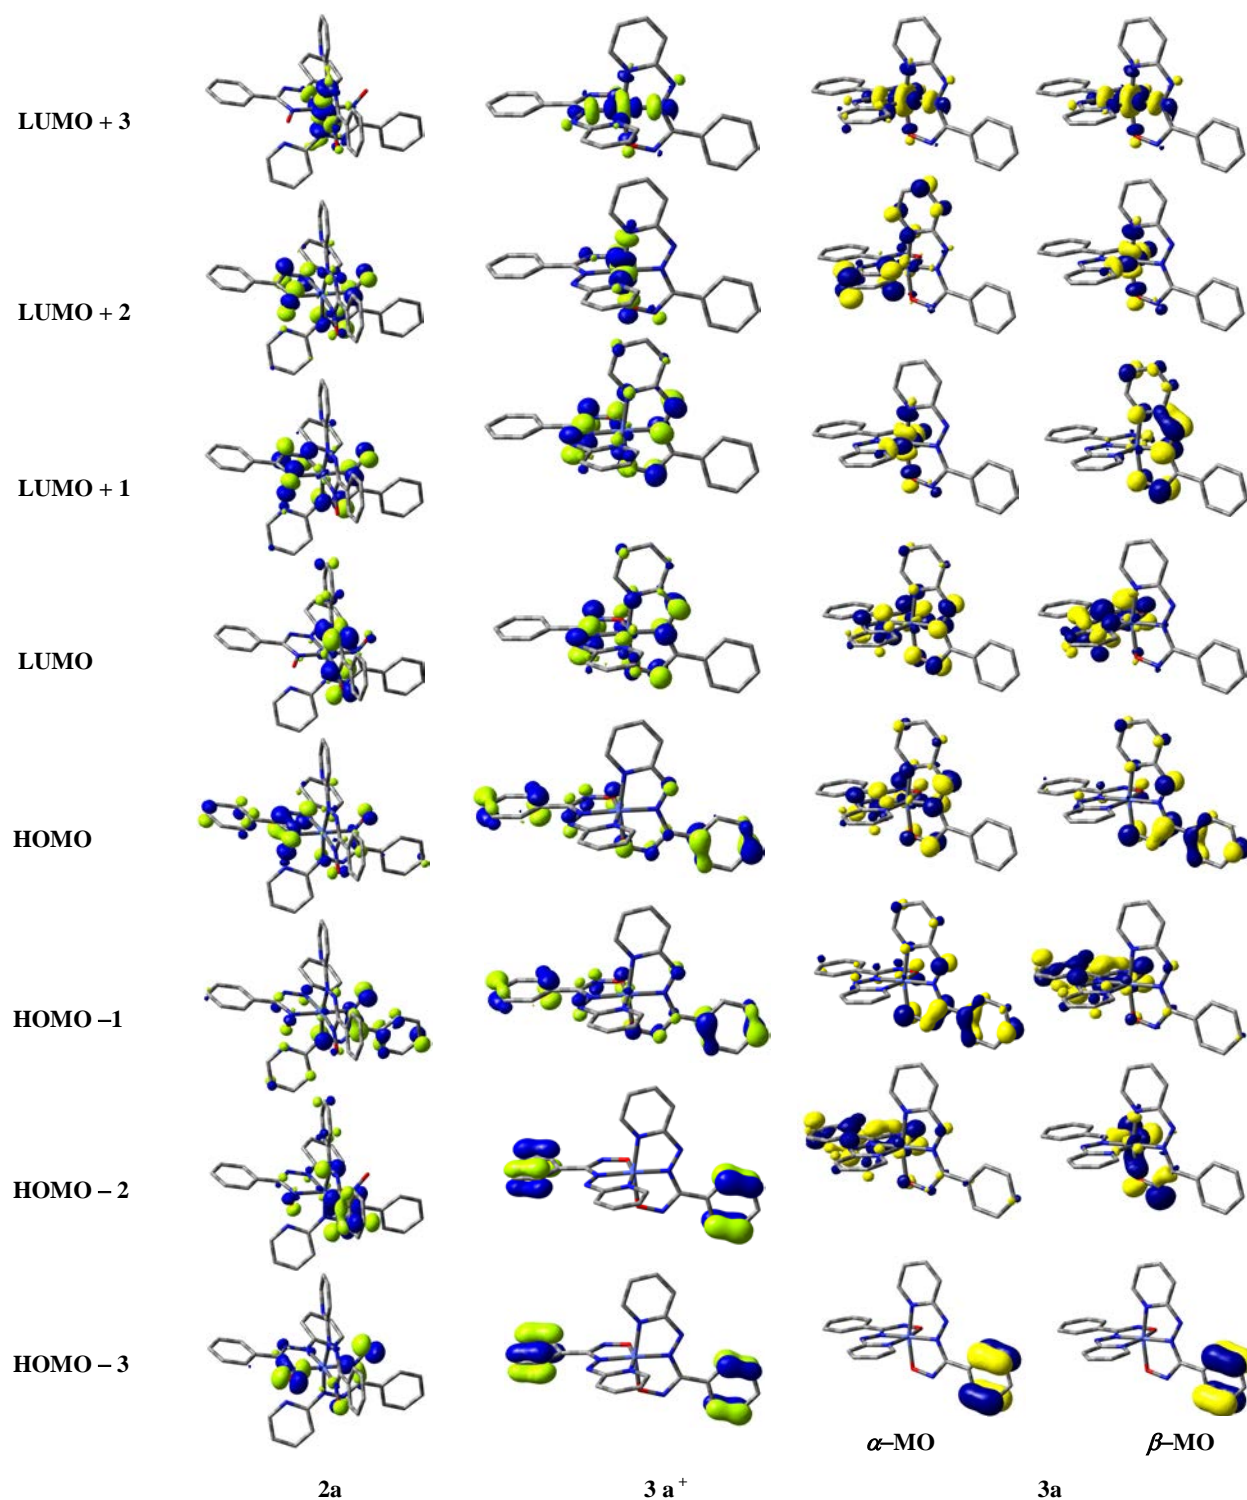 LUMO + 3
LUMO + 2
LUMO + 1
LUMO
HOMO
HOMO –1
HOMO – 2
HOMO – 3
α–MO β–MO
2a 3 a⁺ 3a